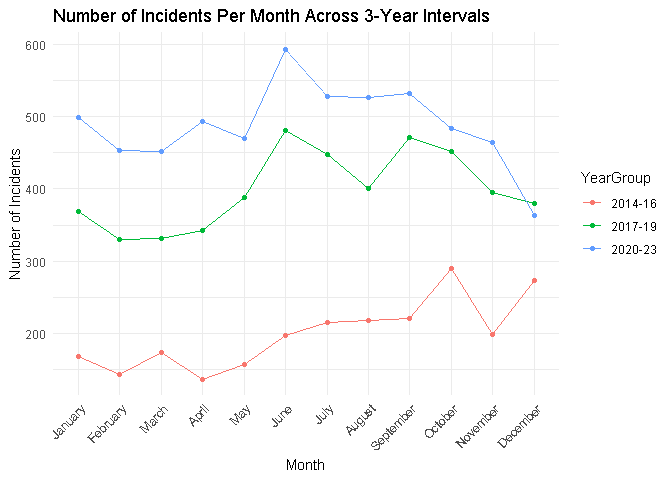 Number of Incidents Per Month Across 3-Year Intervals
600
500
400
300
200
Number of Incidents
January
February
March
April
May
June
July
August
September
October
November
December
Month
YearGroup
2014-16
2017-19
2020-23